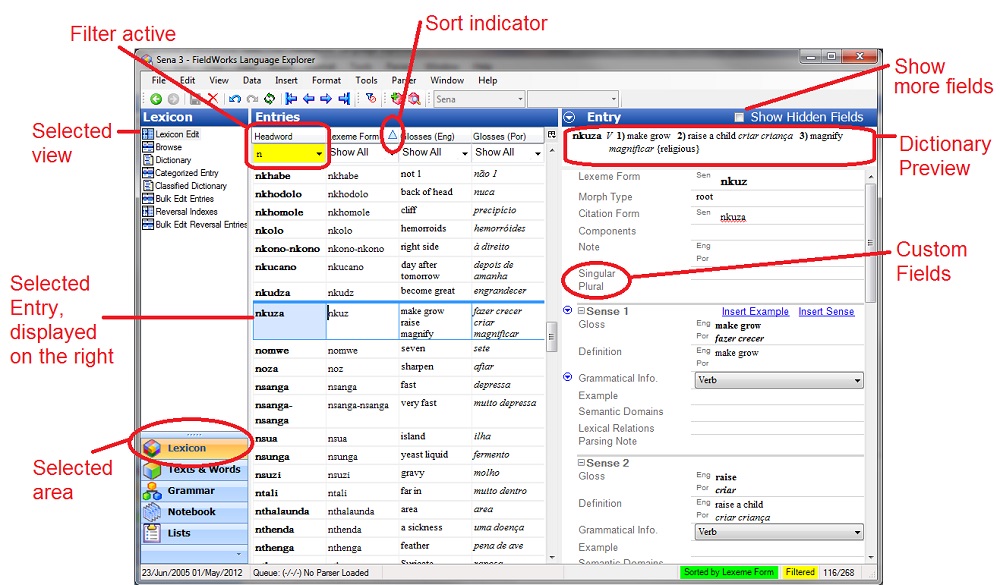 Filter active
Sort indicator
Show
more fields
Selected
view
Dictionary
Preview
Custom
Fields
Selected
Entry,
displayed
on the right
Selected
area
Sena 3 - FieldWorks Language Explorer
File Edit View Data Insert Format Tools Parser Window Help
Sena
Lexicon
Lexicon Edit
Browse
Dictionary
Categorized Entry
Classified Dictionary
Bulk Edit Entries
Reversal Indexes
Bulk Edit Reversal Entries
Lexicon
Texts & Words
Grammar
Notebook
Lists
Entries
Headword exeme Form Glosses (Eng) Glosses (Por)
n Show All Show All Show All
nkhabe nkhabe not 1 não 1
nkhodolo nkhodolo back of head nuca
nkhomole nkhomole cliff precipício
nkolo nkolo hemorroids hemorróides
nkono-nkono nkono-nkono right side à direito
nkucano nkucano day after depois de
tomorrow amanha
nkudza nkudz become great engrandecer
nkuza nkuz make grow fazer crecer
raise criar
magnify magnificar
nomwe nomwe seven sete
noza noz sharpen afiar
nsanga nsanga fast depressa
nsanga- nsanga-nsanga very fast muito depressa
nsanga
nsua nsua island ilha
nsunga nsunga yeast liquid fermento
nsuzi nsuzi gravy molho
ntali ntali far in muito dentro
nthalaunda nthalaunda area area
nthenda nthenda a sickness uma doença
nthenga nthenga feather pena de ave
Entry Show Hidden Fields
nkuza V 1) make grow 2) raise a child criar criança 3) magnify
magnificar {religious}
Lexeme Form Sen nkuz
Morph Type root
Citation Form Sen nkuza
Components
Note Eng
Por
Singular
Plural
Sense 1 Insert Example Insert Sense
Gloss Eng make grow
Por fazer crecer
Definition Eng make grow
Por
Grammatical Info. Verb
Example
Semantic Domains
Lexical Relations
Parsing Note
Sense 2
Gloss Eng raise
Por criar
Definition Eng raise a child
Por criar criança
Grammatical Info. Verb
Example
23/Jun/2005 01/May/2012 Queue: (-/-/-) No Parser Loaded Sorted by Lexeme Form Filtered 116/268